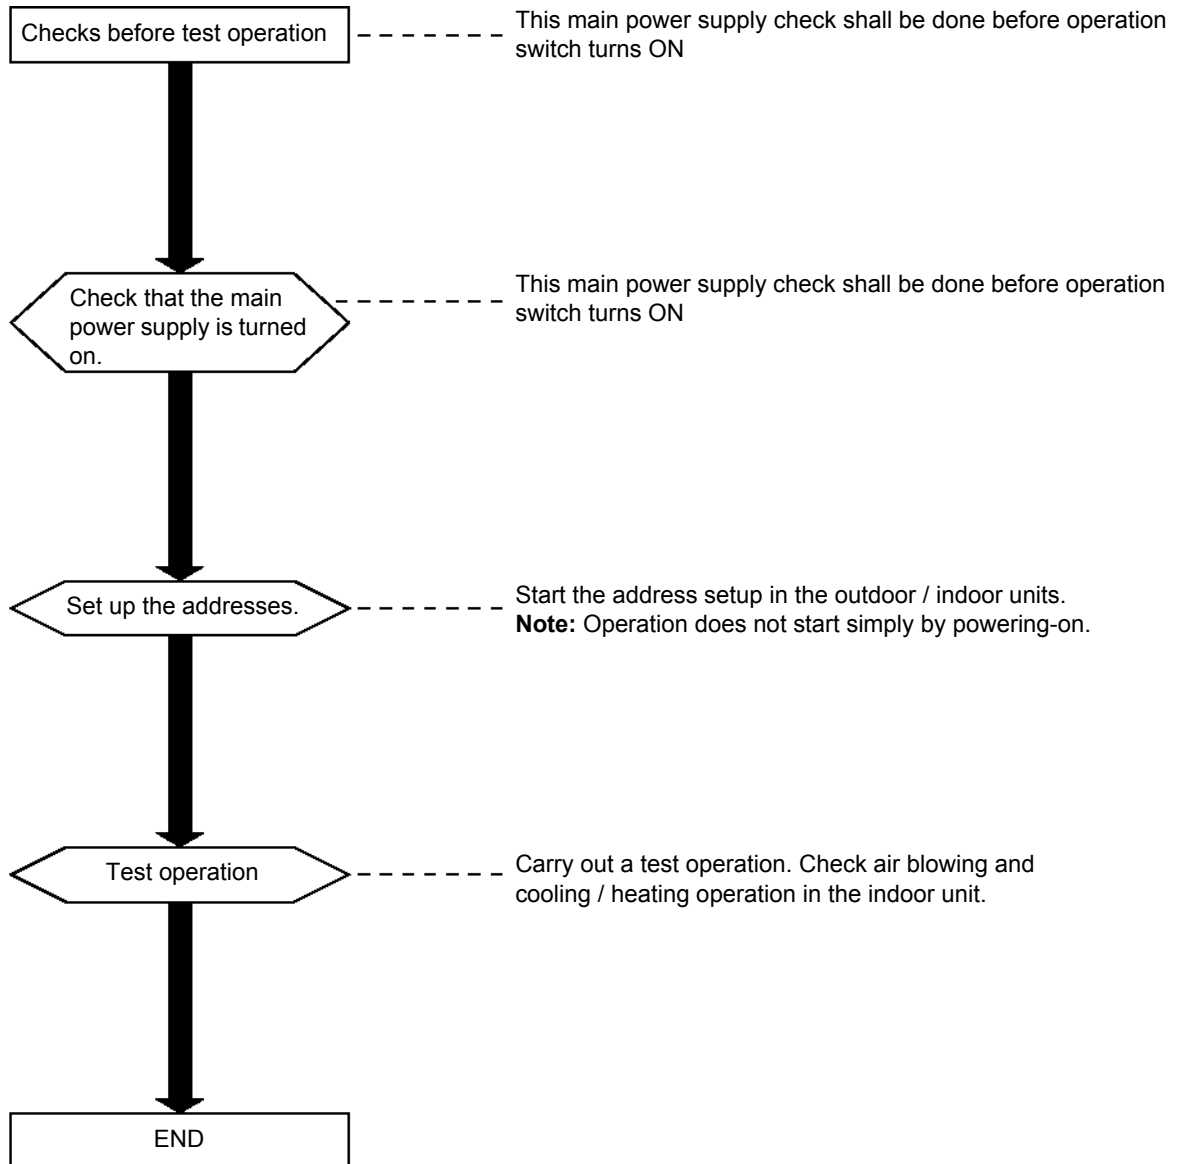 Checks before test operation
This main power supply check shall be done before operation
switch turns ON
Check that the main
power supply is turned
on.
This main power supply check shall be done before operation
switch turns ON
Set up the addresses.
Start the address setup in the outdoor / indoor units.
Note: Operation does not start simply by powering-on.
Test operation
Carry out a test operation. Check air blowing and
cooling / heating operation in the indoor unit.
END